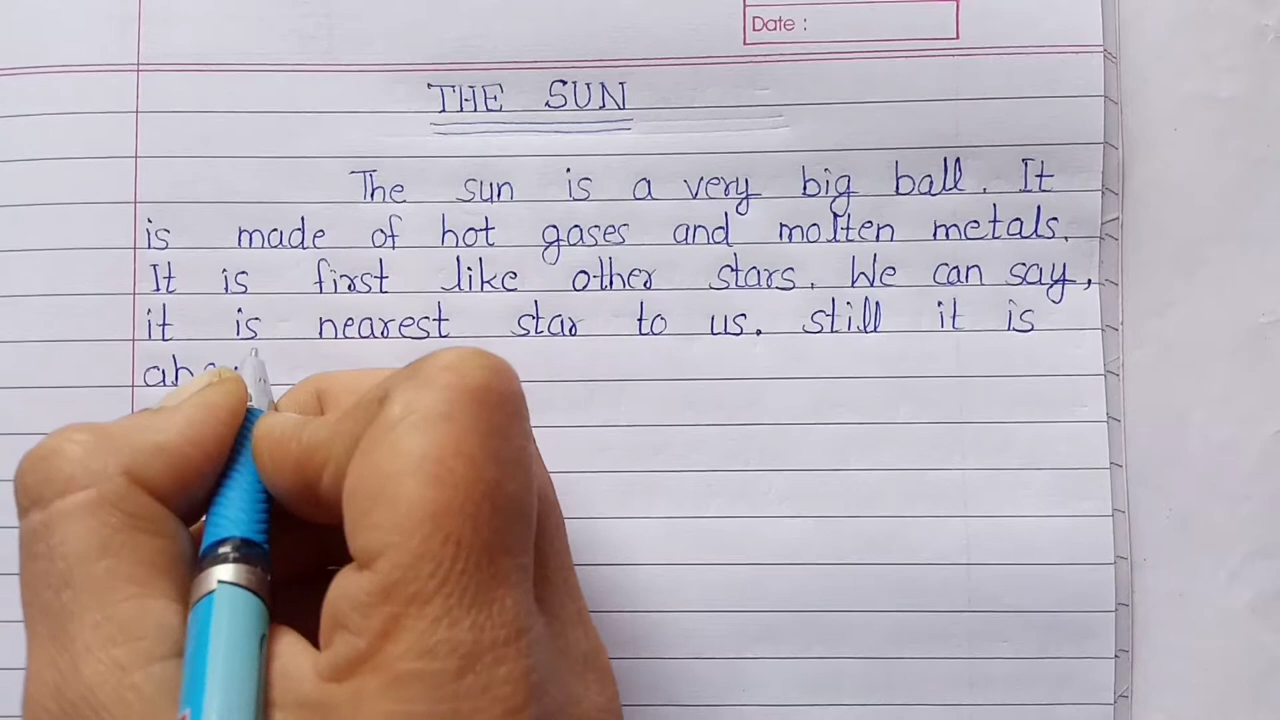 Date :
THE SUN
The sun is a very big ball. It
is made of hot gases and molten metals.
It is first like other stars. We can say,
it is nearest star to us. still it is